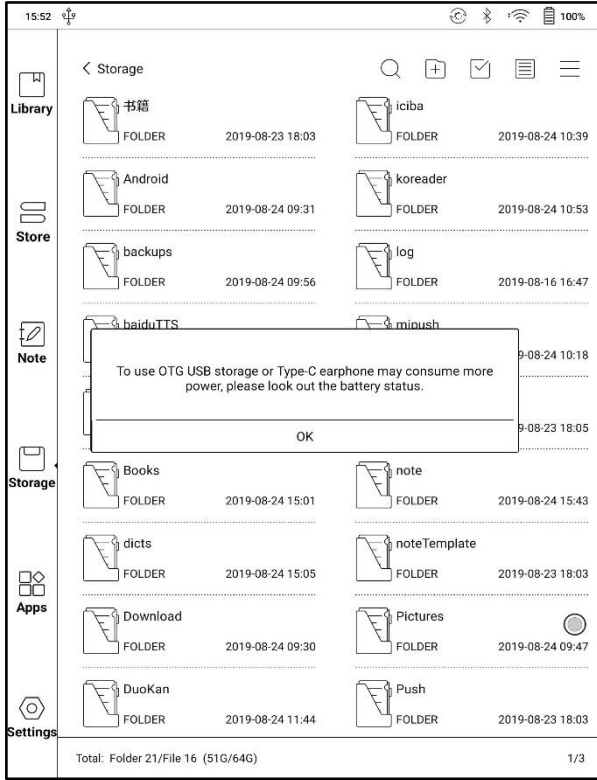 15:52
100%
Storage
Library
Store
Note
Storage
Apps
Settings
书籍
FOLDER 2019-08-23 18:03
iciba
FOLDER 2019-08-24 10:39
Android
FOLDER 2019-08-24 09:31
koreader
FOLDER 2019-08-24 10:53
backups
FOLDER 2019-08-24 09:56
log
FOLDER 2019-08-16 16:47
baiduTTS
mipush
9-08-24 10:18
To use OTG USB storage or Type-C earphone may consume more
power, please look out the battery status.
OK
9-08-23 18:05
Books
FOLDER 2019-08-24 15:01
note
FOLDER 2019-08-24 15:43
dicts
FOLDER 2019-08-24 15:05
noteTemplate
FOLDER 2019-08-23 18:03
Download
FOLDER 2019-08-24 09:30
Pictures
FOLDER 2019-08-24 09:47
DuoKan
FOLDER 2019-08-24 11:44
Push
FOLDER 2019-08-23 18:03
Total: Folder 21/File 16 (51G/64G)
1/3